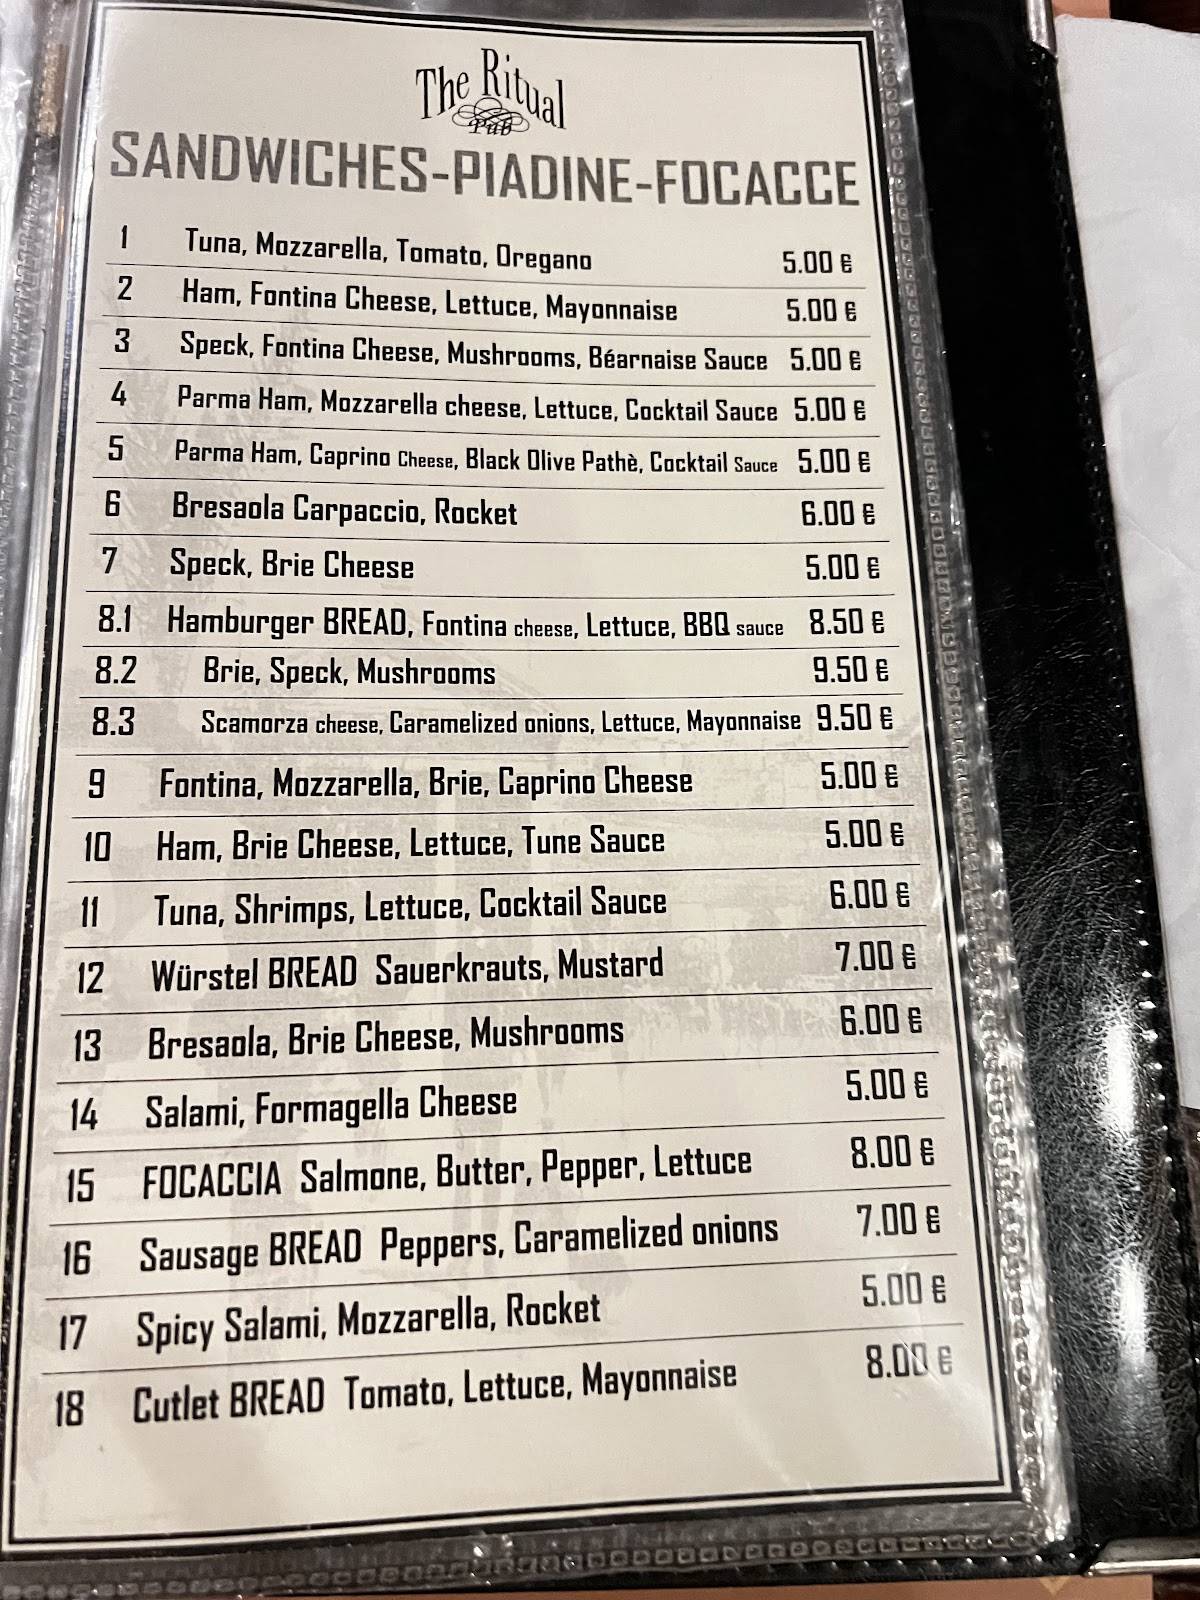 The Ritual
Pub
SANDWICHES-PIADINE-FOCACCE
1 Tuna, Mozzarella, Tomato, Oregano 5.00 €
2 Ham, Fontina Cheese, Lettuce, Mayonnaise 5.00 €
3 Speck, Fontina Cheese, Mushrooms, Béarnaise Sauce 5.00 €
4 Parma Ham, Mozzarella cheese, Lettuce, Cocktail Sauce 5.00 €
5 Parma Ham, Caprino Cheese, Black Olive Pathè, Cocktail Sauce 5.00 €
6 Bresaola Carpaccio, Rocket 6.00 €
7 Speck, Brie Cheese 5.00 €
8.1 Hamburger BREAD, Fontina cheese, Lettuce, BBQ sauce 8.50 €
8.2 Brie, Speck, Mushrooms 9.50 €
8.3 Scamorza cheese, Caramelized onions, Lettuce, Mayonnaise 9.50 €
9 Fontina, Mozzarella, Brie, Caprino Cheese 5.00 €
10 Ham, Brie Cheese, Lettuce, Tune Sauce 5.00 €
11 Tuna, Shrimps, Lettuce, Cocktail Sauce 6.00 €
12 Würstel BREAD Sauerkrauts, Mustard 7.00 €
13 Bresaola, Brie Cheese, Mushrooms 6.00 €
14 Salami, Formagella Cheese 5.00 €
15 FOCACCIA Salmone, Butter, Pepper, Lettuce 8.00 €
16 Sausage BREAD Peppers, Caramelized onions 7.00 €
17 Spicy Salami, Mozzarella, Rocket 5.00 €
18 Cutlet BREAD Tomato, Lettuce, Mayonnaise 8.00 €